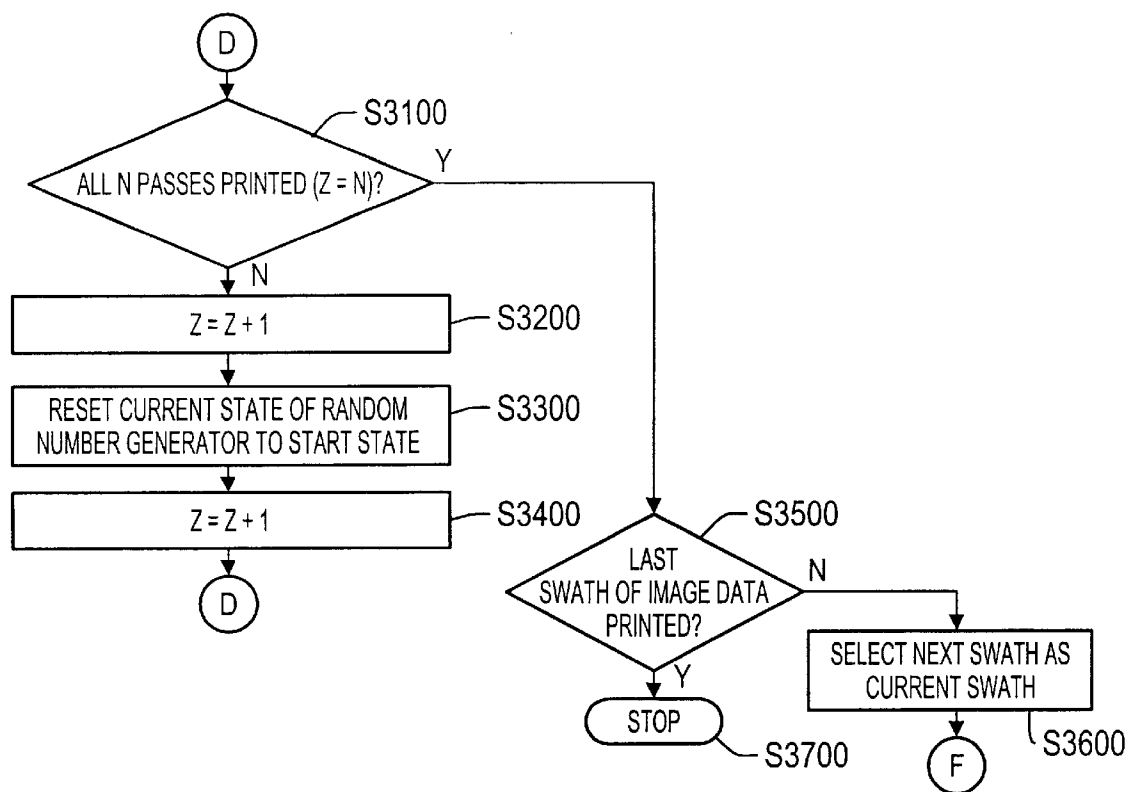 D
S3100
ALL N PASSES PRINTED (Z = N)?
Y
N
Z = Z + 1
S3200
RESET CURRENT STATE OF RANDOM
NUMBER GENERATOR TO START STATE
S3300
Z = Z + 1
S3400
D
S3500
LAST
SWATH OF IMAGE DATA
PRINTED?
N
Y
SELECT NEXT SWATH AS
CURRENT SWATH
S3600
STOP
S3700
F